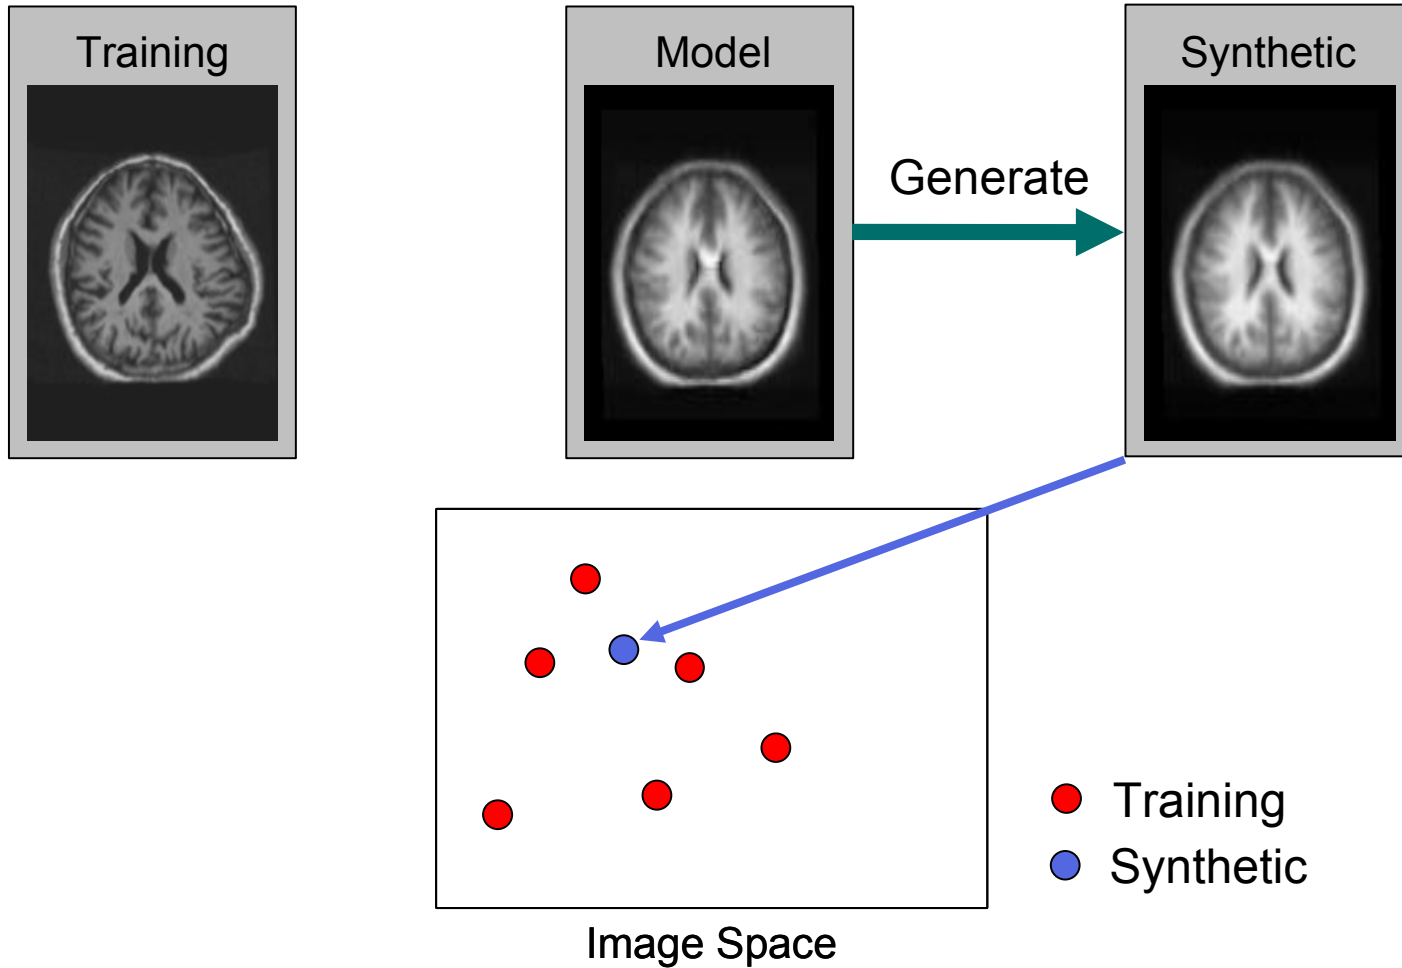 Training
Model
Synthetic
Generate
Training
Synthetic
Image Space